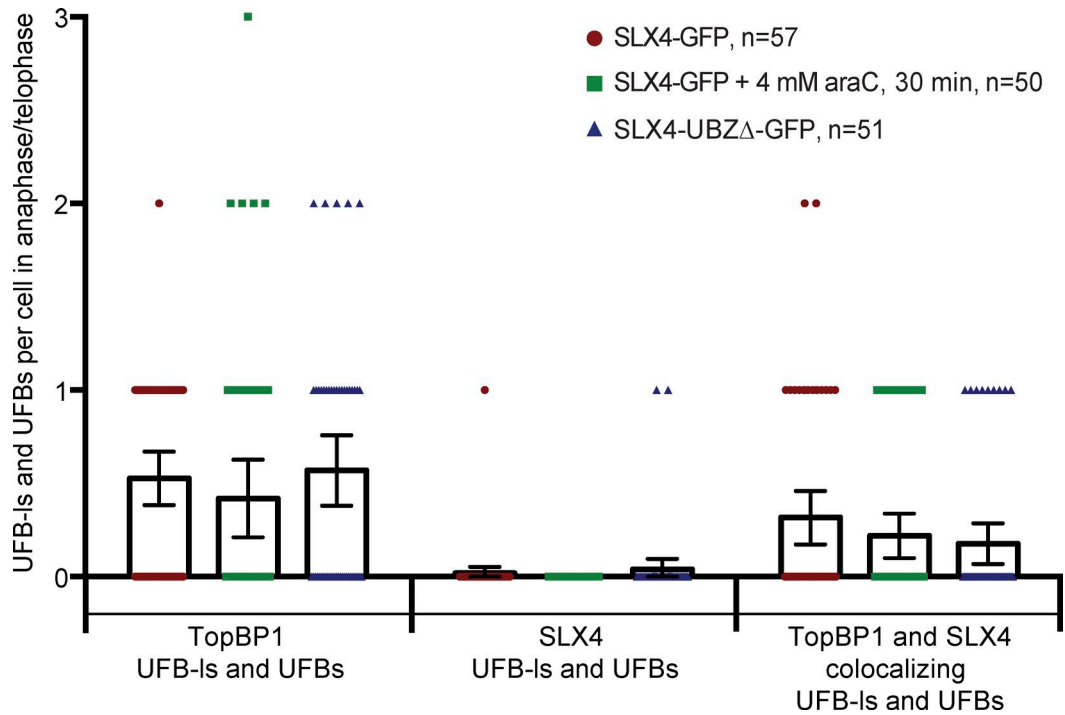 UFB-ls and UFBs per cell in anaphase/telophase
3
2
1
0
SLX4-GFP, n=57
SLX4-GFP + 4 mM araC, 30 min, n=50
SLX4-UBZΔ-GFP, n=51
TopBP1
UFB-ls and UFBs
SLX4
UFB-ls and UFBs
TopBP1 and SLX4
colocalizing
UFB-ls and UFBs